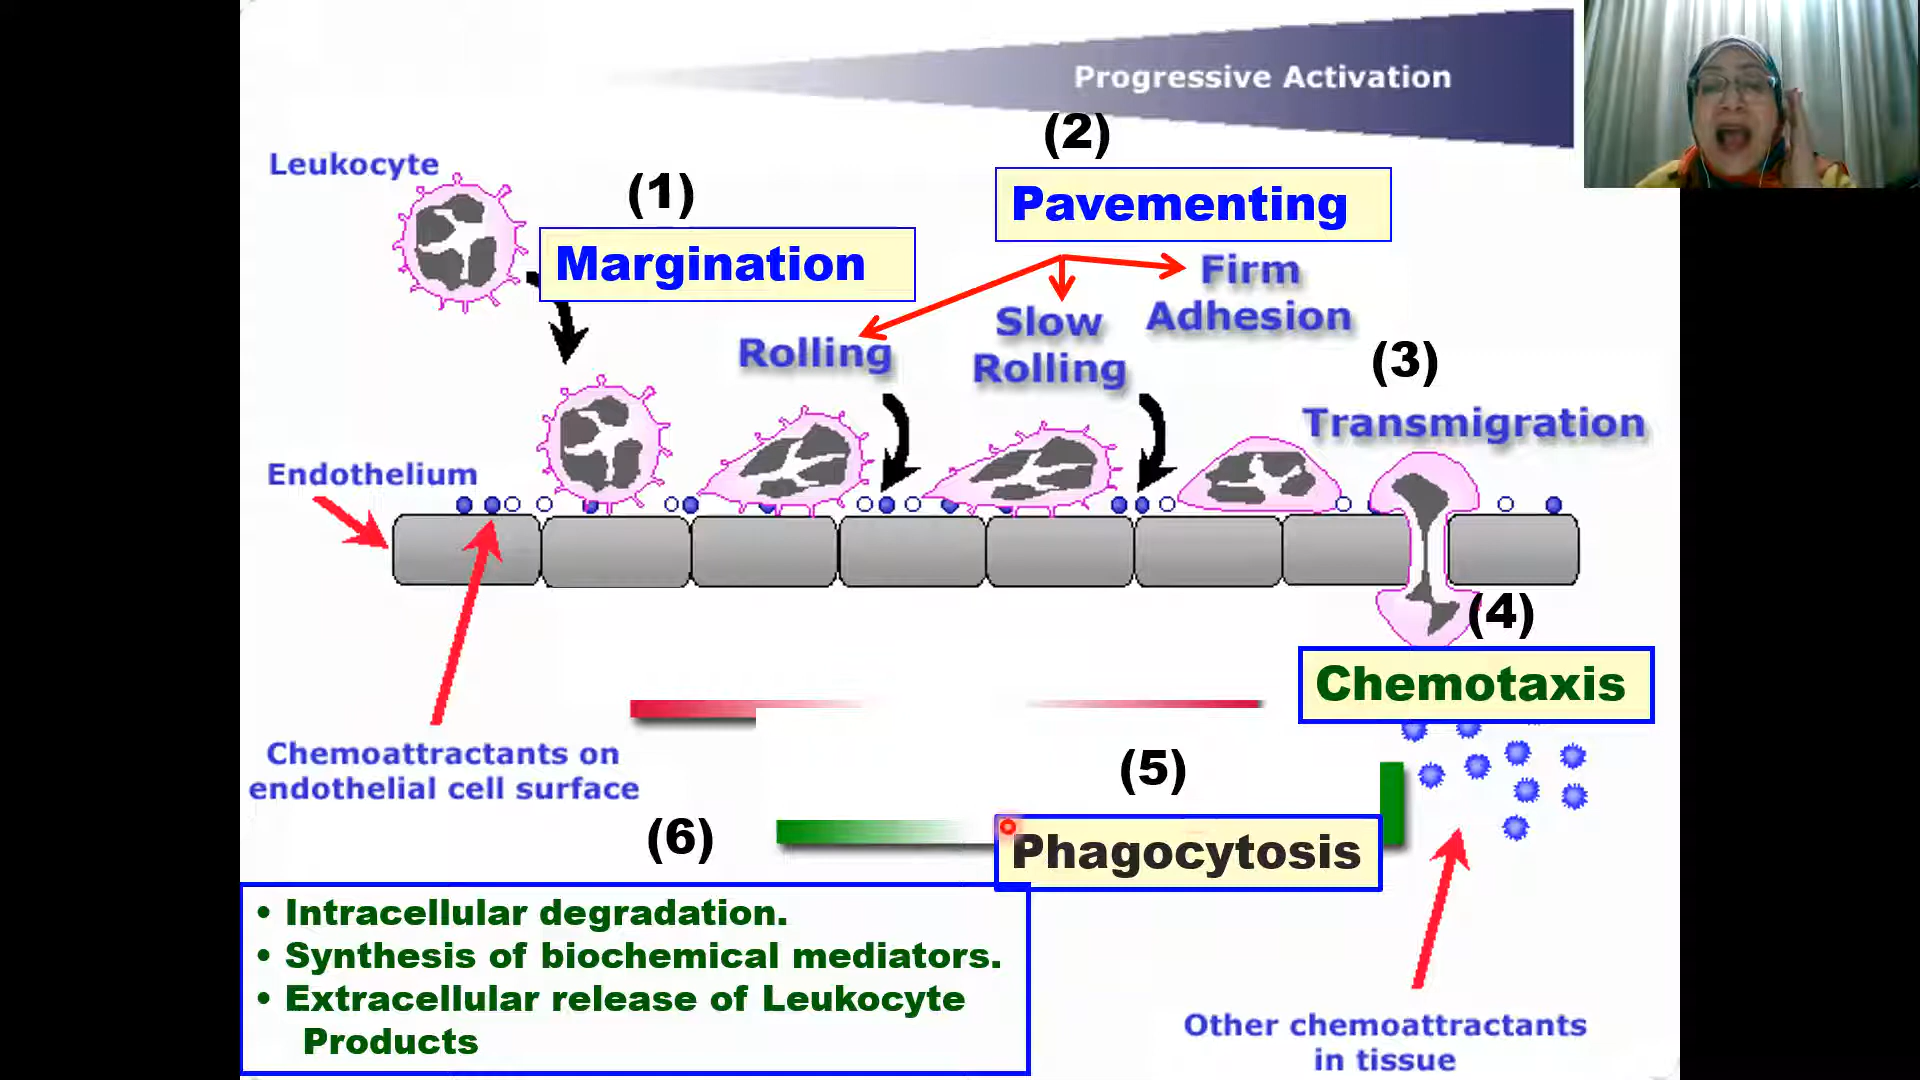 Progressive Activation
(2)
Leukocyte
(1)
Pavementing
Margination
Firm
Adhesion
Slow
Rolling
Rolling
(3)
Transmigration
Endothelium
(4)
Chemotaxis
Chemoattractants on
endothelial cell surface
(5)
(6)
Phagocytosis
• Intracellular degradation.
• Synthesis of biochemical mediators.
• Extracellular release of Leukocyte
Products
Other chemoattractants
in tissue